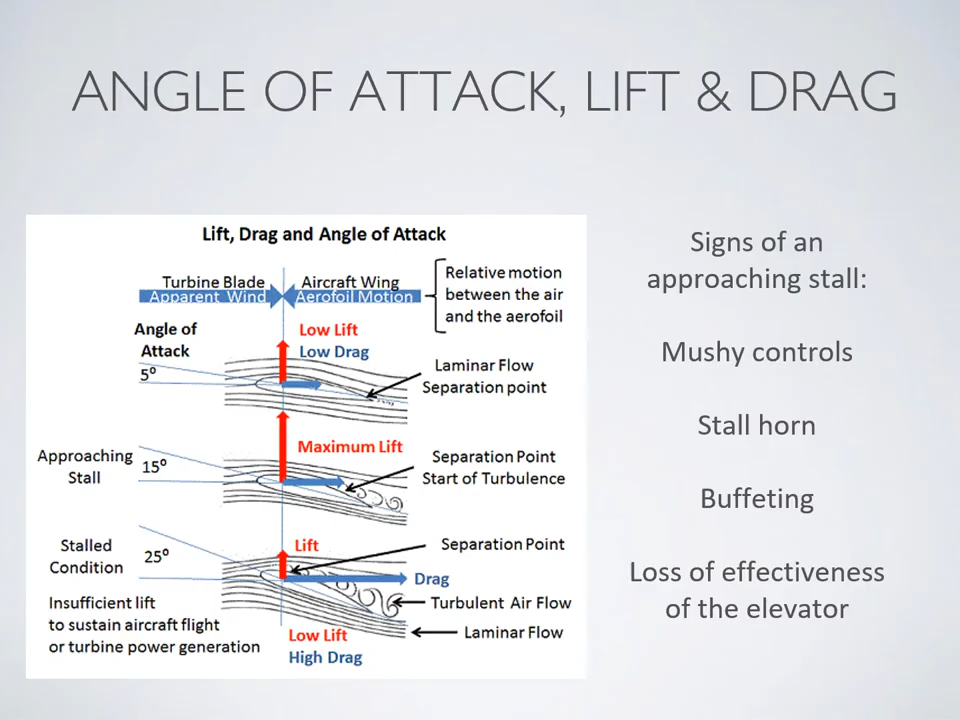 ANGLE OF ATTACK, LIFT & DRAG
Lift, Drag and Angle of Attack
Turbine Blade
Apparent Wind
Aircraft Wing
Aerofoil Motion
Relative motion
between the air
and the aerofoil
Angle of
Attack
5º
Low Lift
Low Drag
Laminar Flow
Separation point
Approaching
Stall
15º
Maximum Lift
Separation Point
Start of Turbulence
Stalled
Condition
25º
Lift
Separation Point
Drag
Turbulent Air Flow
Laminar Flow
Insufficient lift
to sustain aircraft flight
or turbine power generation
Low Lift
High Drag
Signs of an
approaching stall:
Mushy controls
Stall horn
Buffeting
Loss of effectiveness
of the elevator